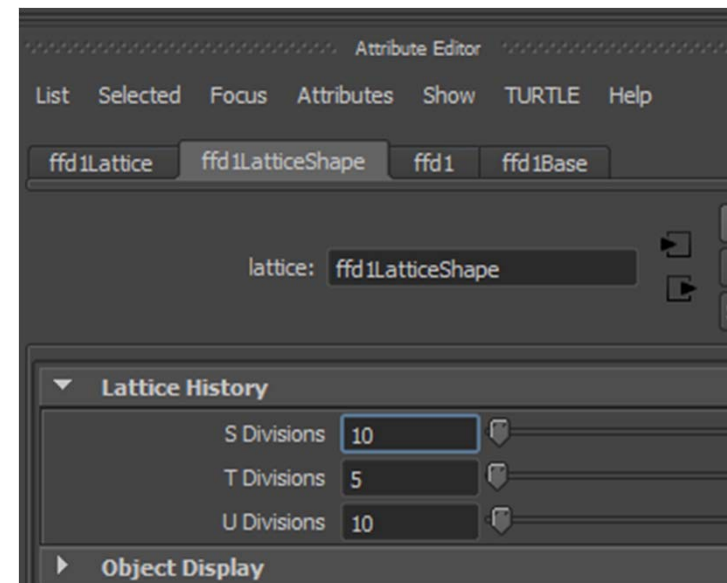 Attribute Editor
List Selected Focus Attributes Show TURTLE Help
ffd1Lattice ffd1LatticeShape ffd1 ffd1Base
lattice: ffd1LatticeShape
Lattice History
S Divisions 10
T Divisions 5
U Divisions 10
Object Display